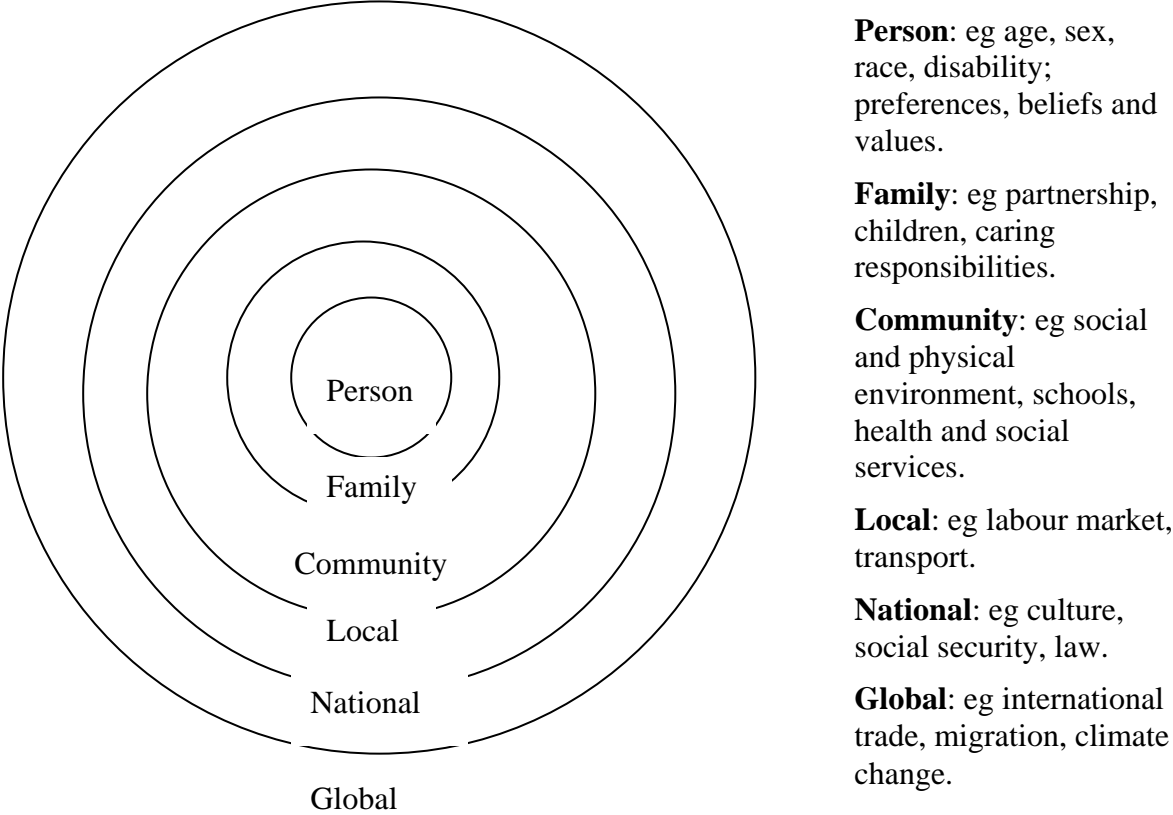 Person
Family
Community
Local
National
Global
Person: eg age, sex,
race, disability;
preferences, beliefs and
values.
Family: eg partnership,
children, caring
responsibilities.
Community: eg social
and physical
environment, schools,
health and social
services.
Local: eg labour market,
transport.
National: eg culture,
social security, law.
Global: eg international
trade, migration, climate
change.